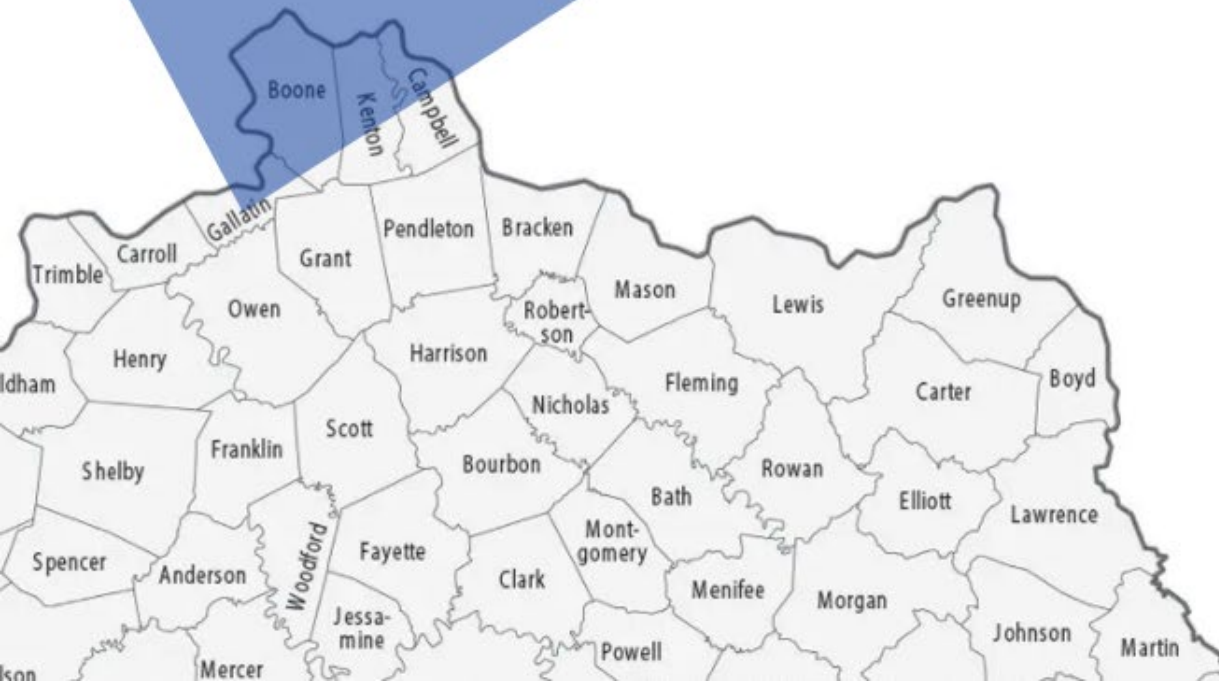 Boone
Kenton
Campbell
Gallatin
Carroll
Trimble
Grant
Pendleton
Bracken
Owen
Robert-
son
Mason
Lewis
Greenup
Henry
Harrison
ldham
Nicholas
Fleming
Carter
Boyd
Shelby
Franklin
Scott
Bourbon
Rowan
Bath
Elliott
Lawrence
Spencer
Anderson
Woodford
Fayette
Clark
Mont-
gomery
Menifee
Morgan
Jessa-
mine
Johnson
Martin
Powell
Mercer
lson